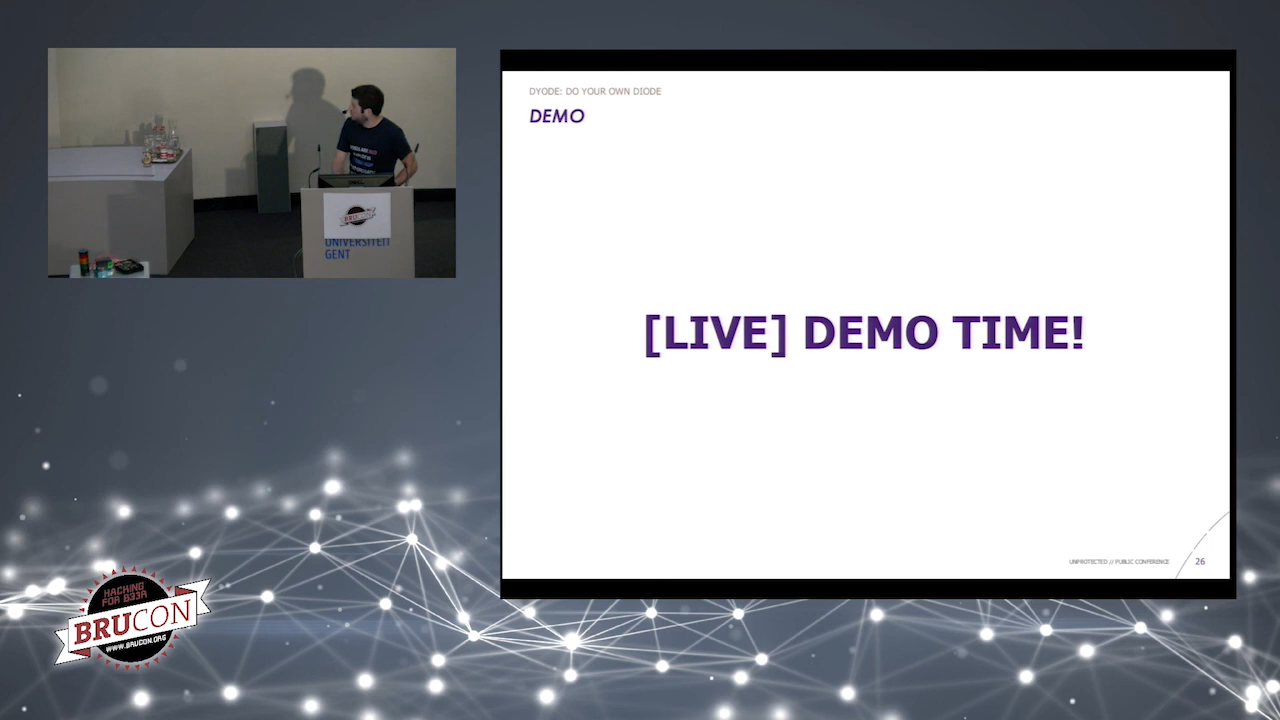 DYODE: DO YOUR OWN DIODE
DEMO
[LIVE] DEMO TIME!
UNPROTECTED // PUBLIC CONFERENCE
26
BRUCON
UNIVERSITEIT
GENT
HACKING
FOR B33R
BRUCON
WWW.BRUCON.ORG